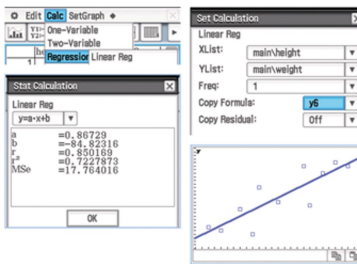 Edit Calc SetGraph
One-Variable
Two-Variable
Regression Linear Reg
Stat Calculation
Linear Reg
y=a·x+b
a =0.86729
b =-84.82316
r =0.850169
r² =0.7227873
MSe =17.764016
OK
Set Calculation
Linear Reg
XList: main\height
YList: main\weight
Freq: 1
Copy Formula: y6
Copy Residual: Off
y